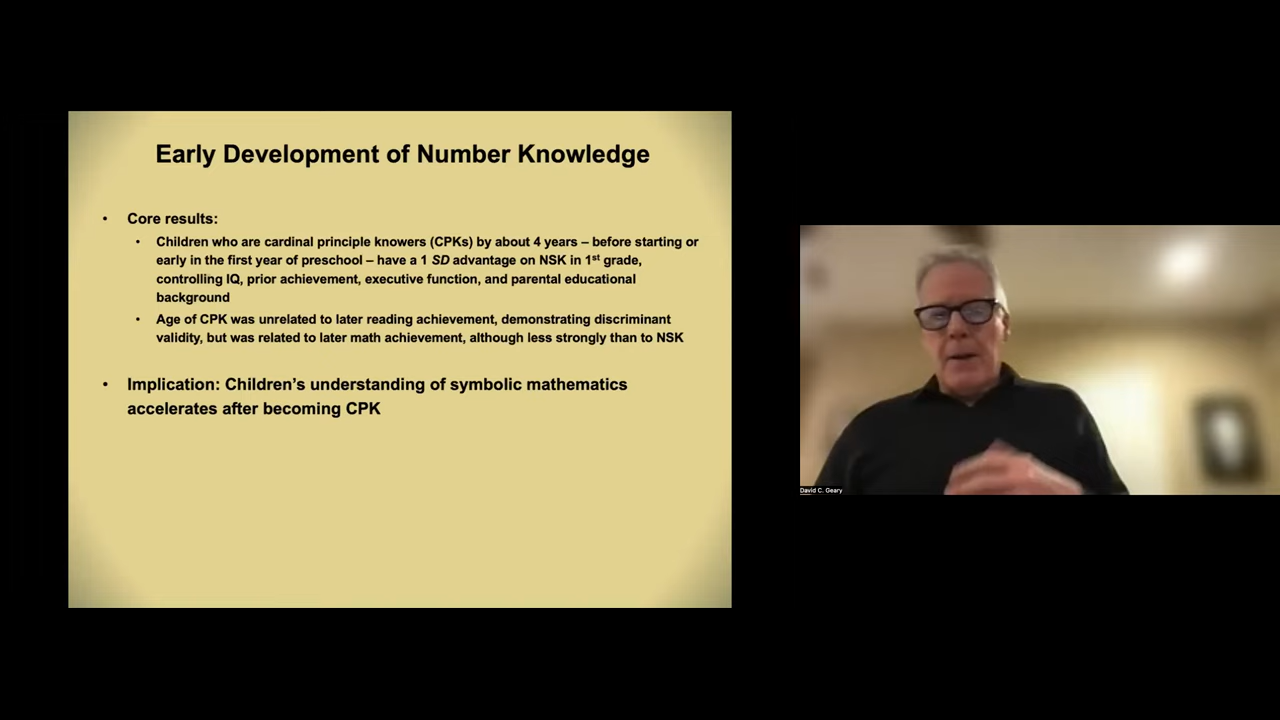 Early Development of Number Knowledge
• Core results:
• Children who are cardinal principle knowers (CPKs) by about 4 years – before starting or
early in the first year of preschool – have a 1 SD advantage on NSK in 1st grade,
controlling IQ, prior achievement, executive function, and parental educational
background
• Age of CPK was unrelated to later reading achievement, demonstrating discriminant
validity, but was related to later math achievement, although less strongly than to NSK
• Implication: Children’s understanding of symbolic mathematics
accelerates after becoming CPK
David C. Geary